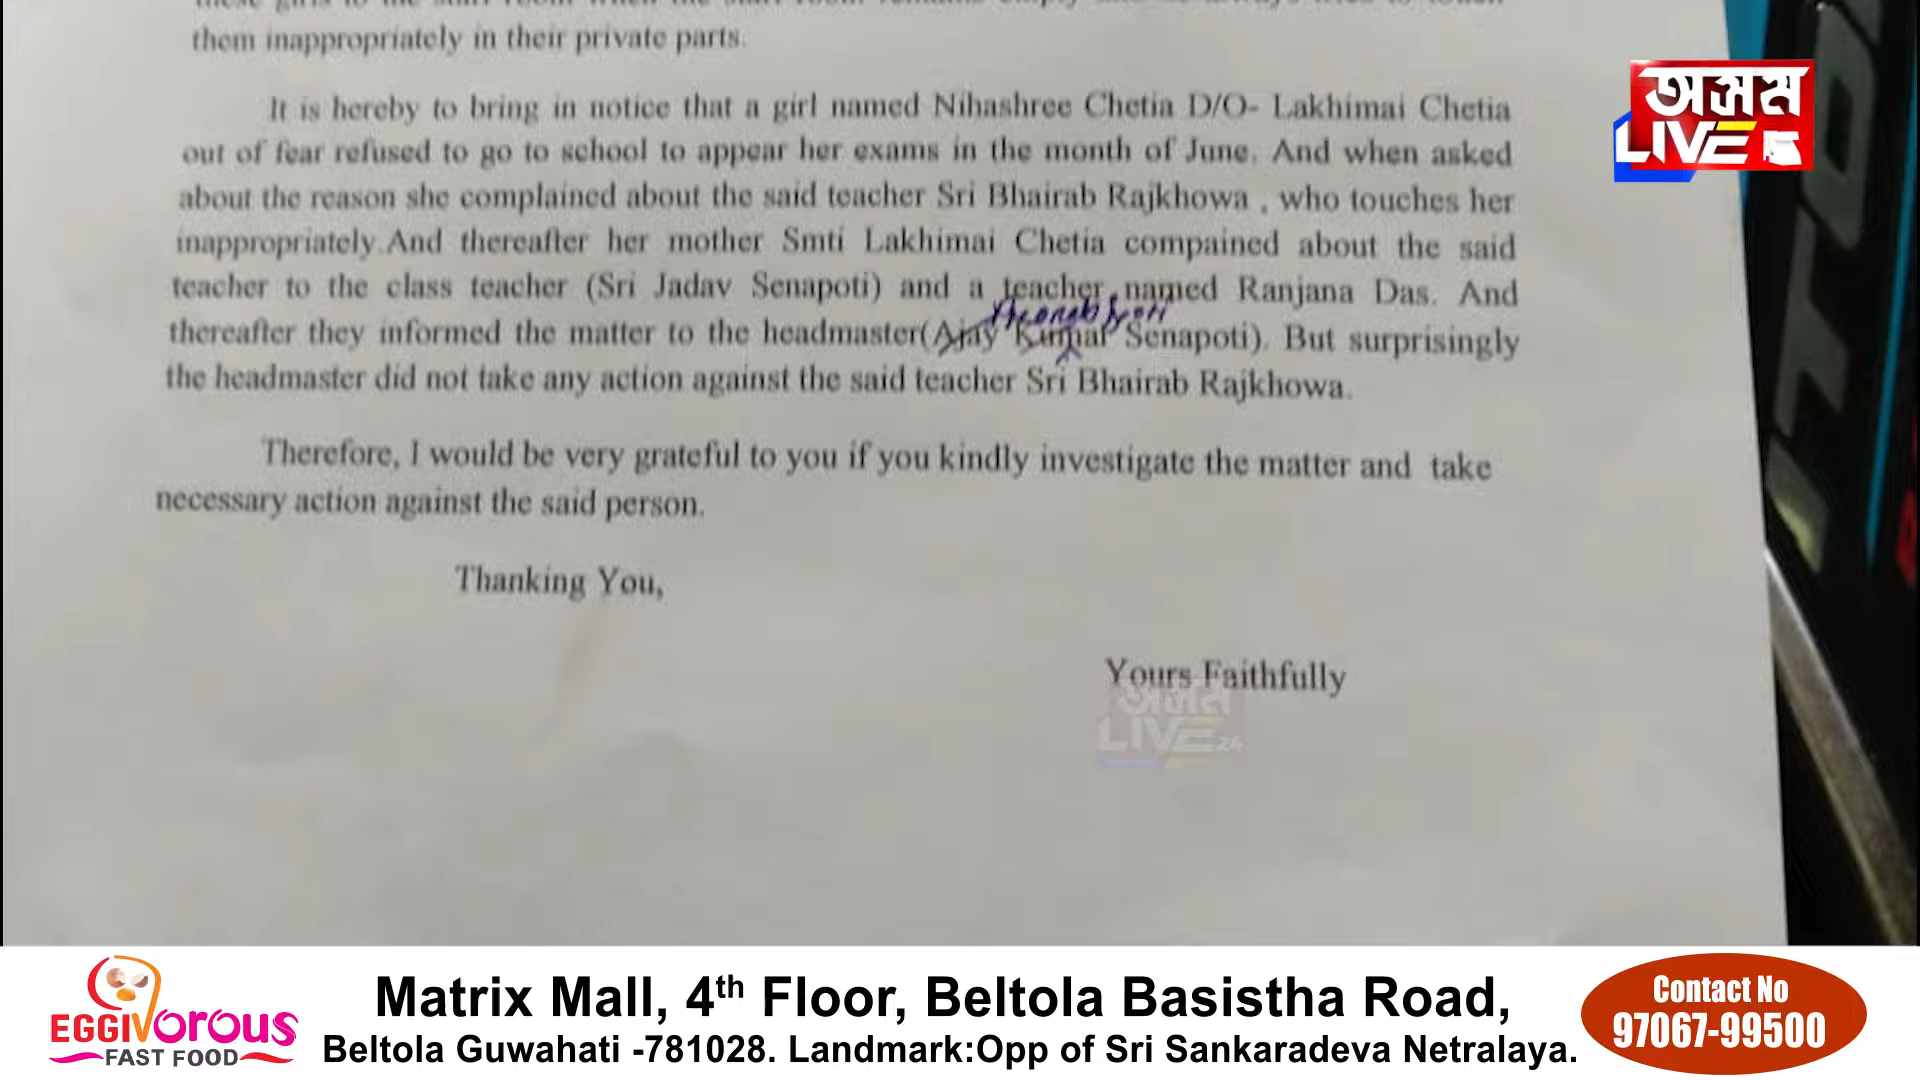 them inappropriately in their private parts.
It is hereby to bring in notice that a girl named Nihashree Chetia D/O- Lakhimai Chetia
out of fear refused to go to school to appear her exams in the month of June. And when asked
about the reason she complained about the said teacher Sri Bhairab Rajkhowa , who touches her
inappropriately.And thereafter her mother Smti Lakhimai Chetia compained about the said
teacher to the class teacher (Sri Jadav Senapoti) and a teacher named Ranjana Das. And
thereafter they informed the matter to the headmaster(Ajay Kumar Senapoti). But surprisingly
the headmaster did not take any action against the said teacher Sri Bhairab Rajkhowa.
Therefore, I would be very grateful to you if you kindly investigate the matter and take
necessary action against the said person.
Thanking You,
Yours Faithfully
অসম
LIVE 24
অসম
LIVE
EGGIVOROUS
FAST FOOD
Matrix Mall, 4th Floor, Beltola Basistha Road,
Beltola Guwahati -781028. Landmark:Opp of Sri Sankaradeva Netralaya.
Contact No
97067-99500